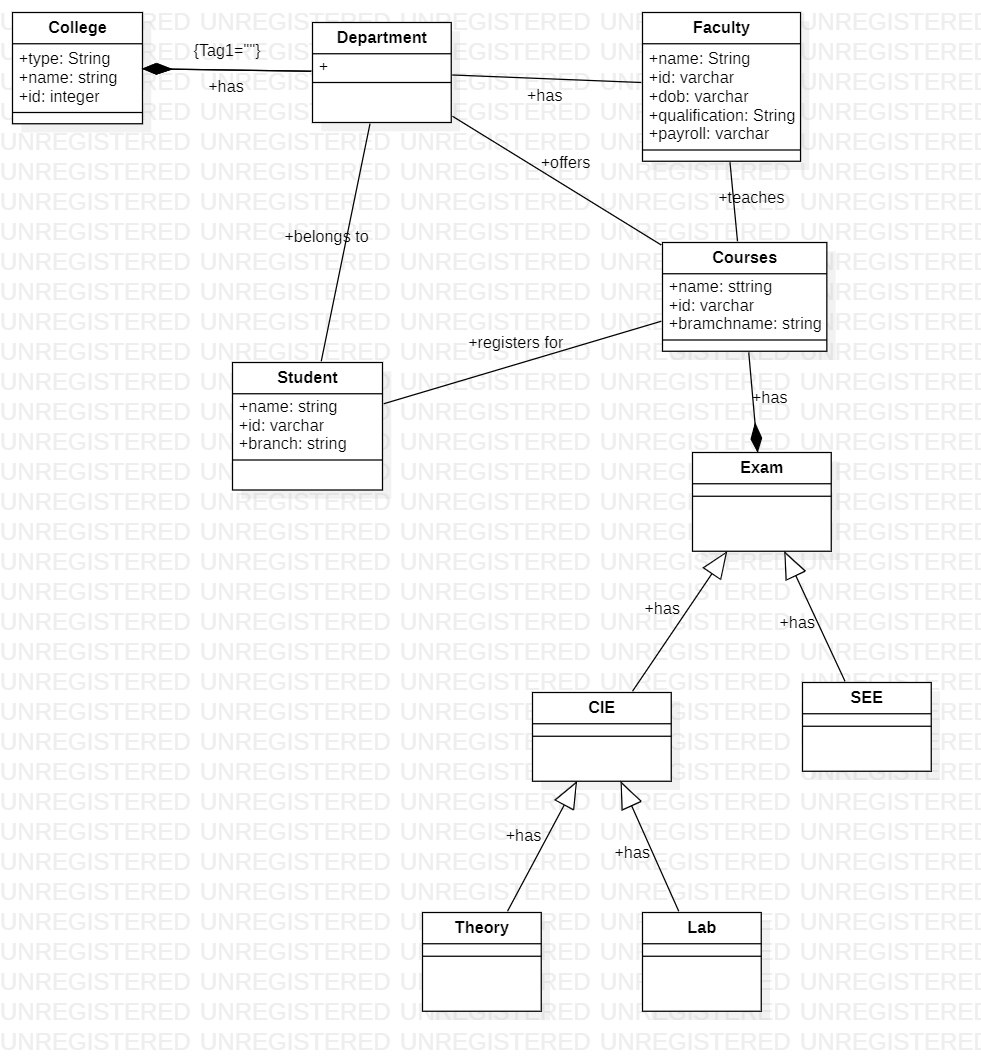 College
+type: String
+name: string
+id: integer
{Tag1=""}
+has
Department
+
+has
Faculty
+name: String
+id: varchar
+dob: varchar
+qualification: String
+payroll: varchar
+offers
+teaches
+belongs to
Courses
+name: sttring
+id: varchar
+bramchname: string
+registers for
Student
+name: string
+id: varchar
+branch: string
+has
Exam
+has
+has
CIE
SEE
+has
+has
Theory
Lab
UNREGISTERED